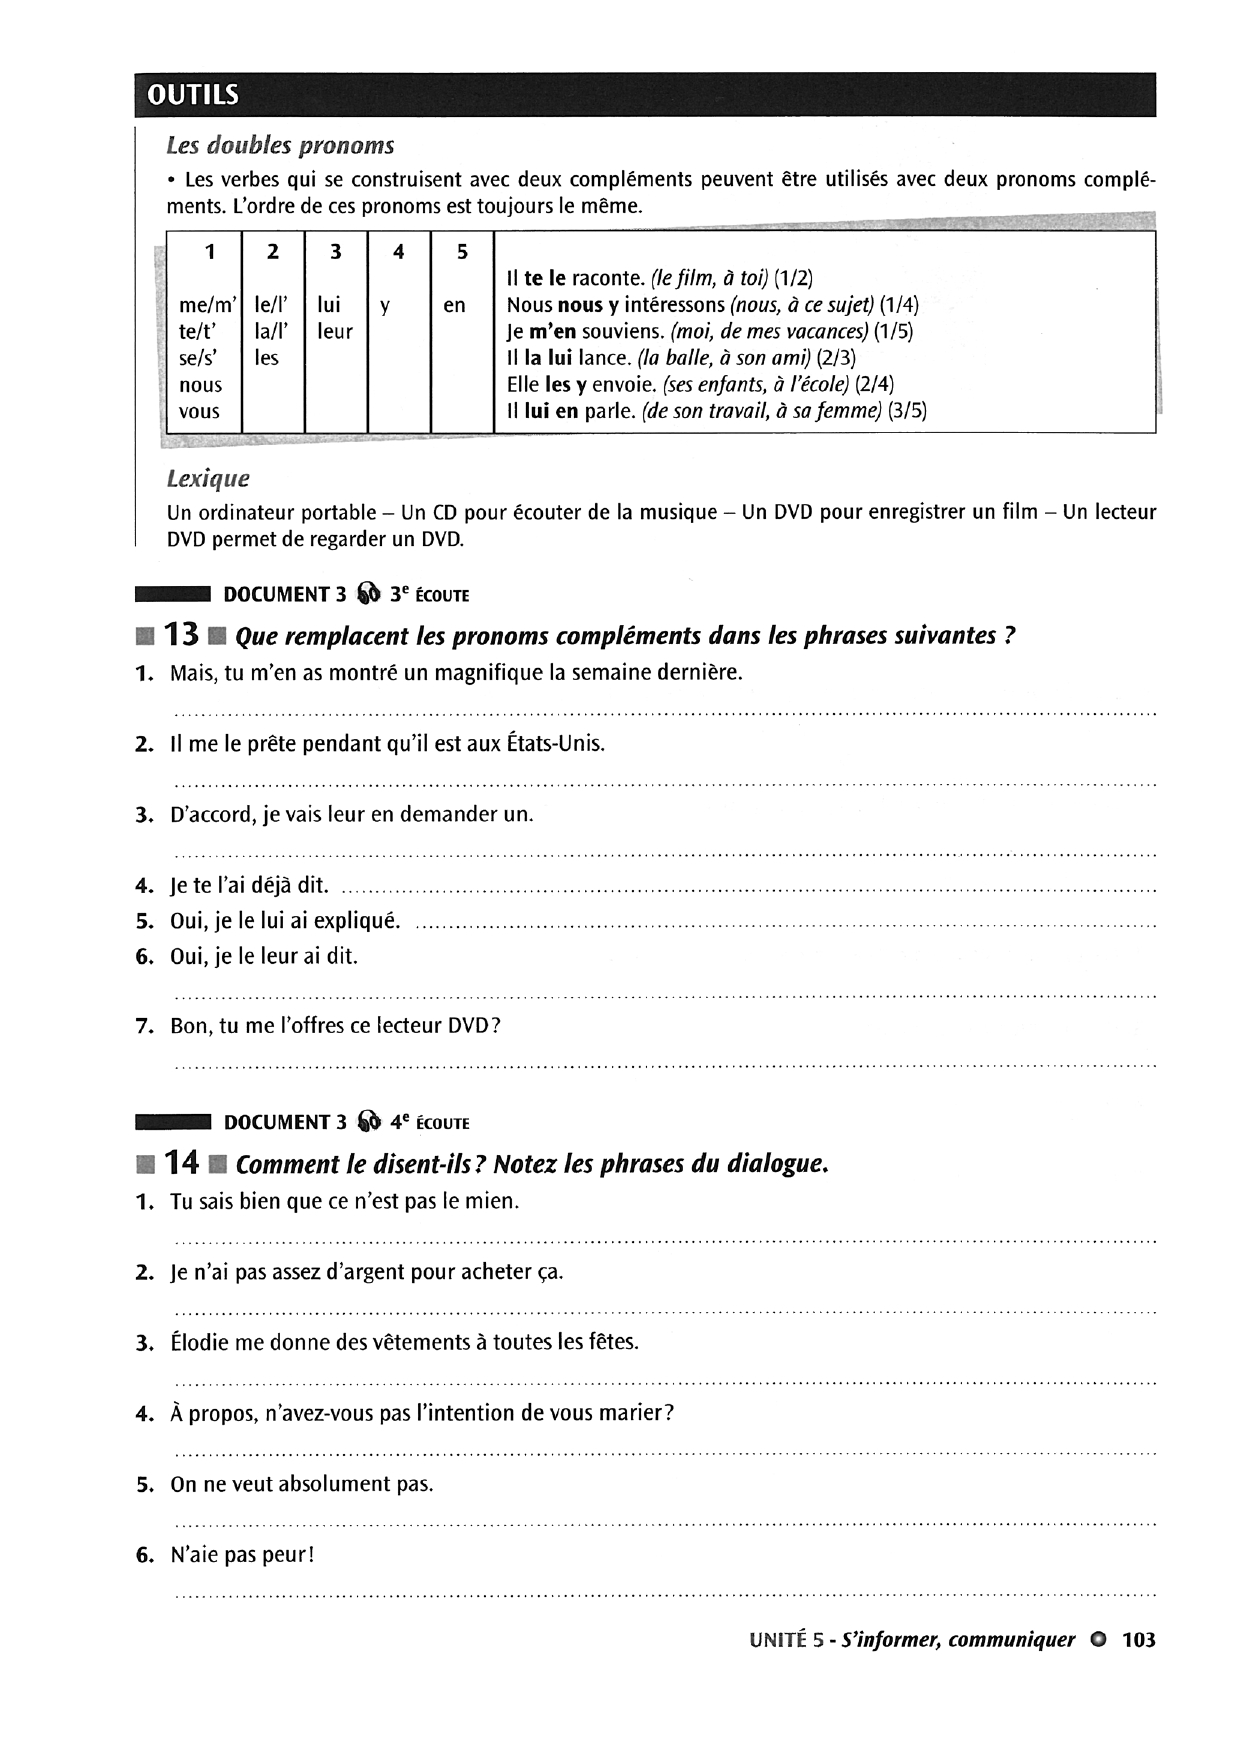 OUTILS
Les doubles pronoms
• Les verbes qui se construisent avec deux compléments peuvent être utilisés avec deux pronoms complé-
ments. L'ordre de ces pronoms est toujours le même.
1 2 3 4 5
Il te le raconte. (le film, à toi) (1/2)
me/m' le/l' lui y en Nous nous y intéressons (nous, à ce sujet) (1/4)
te/t' la/l' leur Je m'en souviens. (moi, de mes vacances) (1/5)
se/s' les Il la lui lance. (la balle, à son ami) (2/3)
nous Elle les y envoie. (ses enfants, à l'école) (2/4)
vous Il lui en parle. (de son travail, à sa femme) (3/5)
Lexique
Un ordinateur portable – Un CD pour écouter de la musique – Un DVD pour enregistrer un film – Un lecteur
DVD permet de regarder un DVD.
DOCUMENT 3 3e ÉCOUTE
13 Que remplacent les pronoms compléments dans les phrases suivantes ?
1. Mais, tu m'en as montré un magnifique la semaine dernière.
2. Il me le prête pendant qu'il est aux États-Unis.
3. D'accord, je vais leur en demander un.
4. Je te l'ai déjà dit.
5. Oui, je le lui ai expliqué.
6. Oui, je le leur ai dit.
7. Bon, tu me l'offres ce lecteur DVD?
DOCUMENT 3 4e ÉCOUTE
14 Comment le disent-ils? Notez les phrases du dialogue.
1. Tu sais bien que ce n'est pas le mien.
2. Je n'ai pas assez d'argent pour acheter ça.
3. Élodie me donne des vêtements à toutes les fêtes.
4. À propos, n'avez-vous pas l'intention de vous marier?
5. On ne veut absolument pas.
6. N'aie pas peur!
UNITÉ 5 - S'informer, communiquer 103